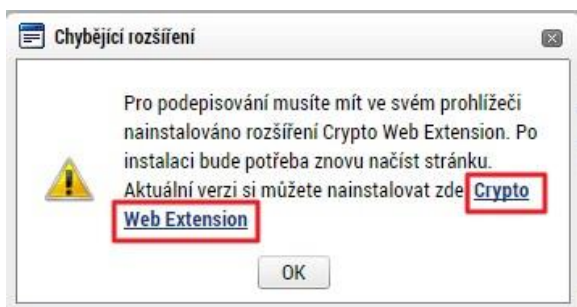 Chybějící rozšíření
Pro podepisování musíte mít ve svém prohlížeči
nainstalováno rozšíření Crypto Web Extension. Po
instalaci bude potřeba znovu načíst stránku.
Aktuální verzi si můžete nainstalovat zde Crypto
Web Extension
OK